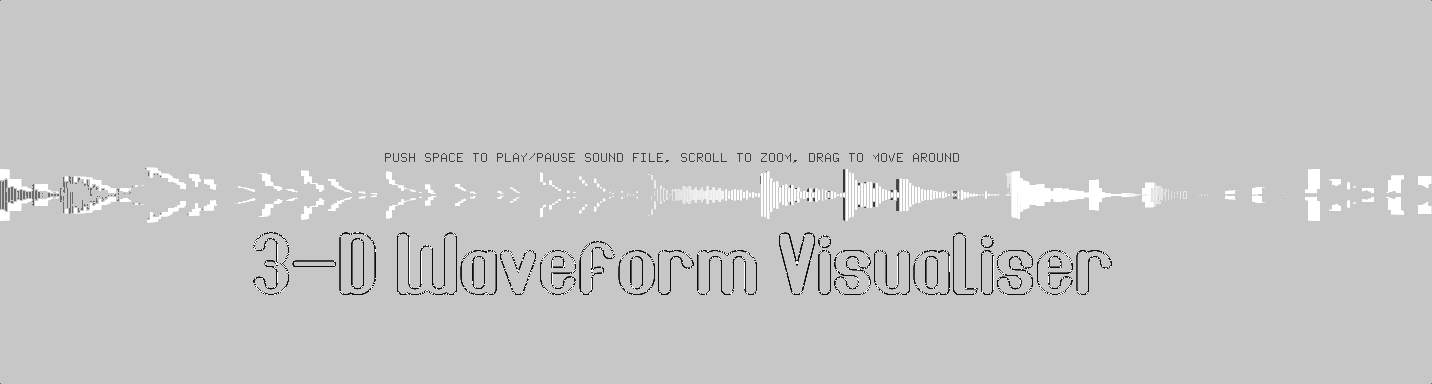 PUSH SPACE TO PLAY/PAUSE SOUND FILE, SCROLL TO ZOOM, DRAG TO MOVE AROUND
3-D Waveform Visualiser